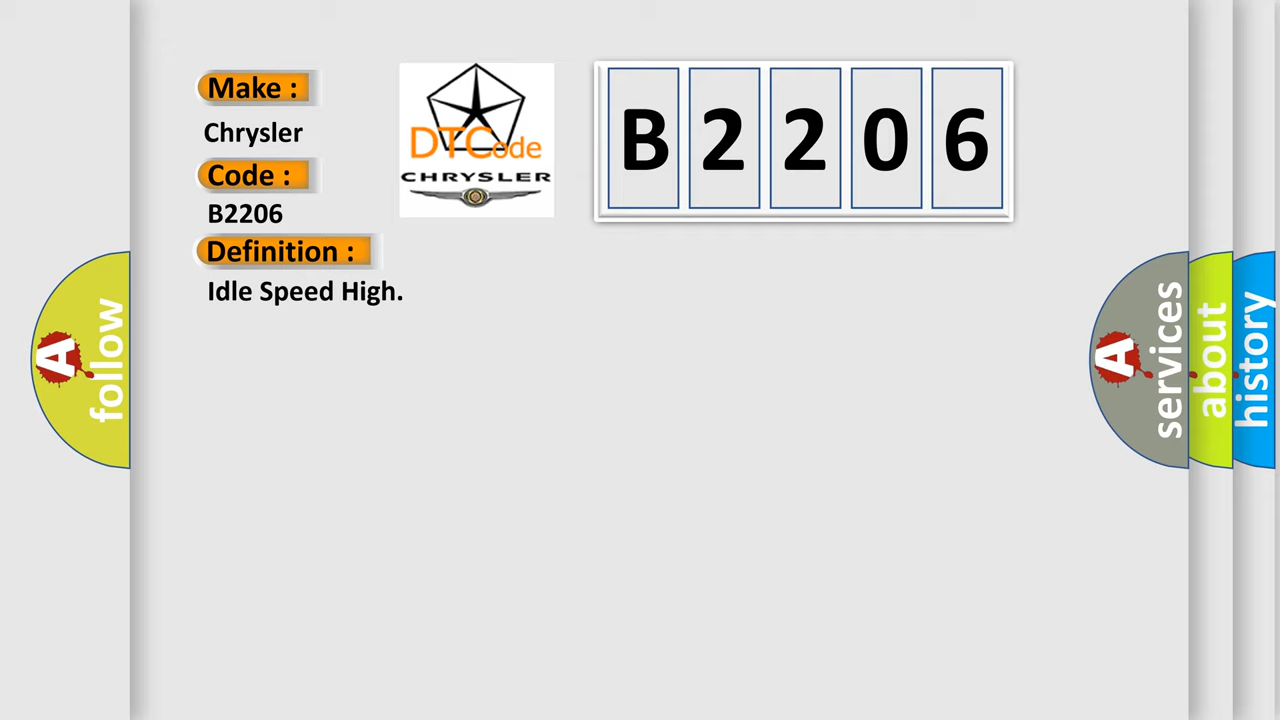 Make :
Chrysler
Code :
B2206
Definition :
Idle Speed High.
DTCode
CHRYSLER
B 2 2 0 6
A follow
A services
about
history